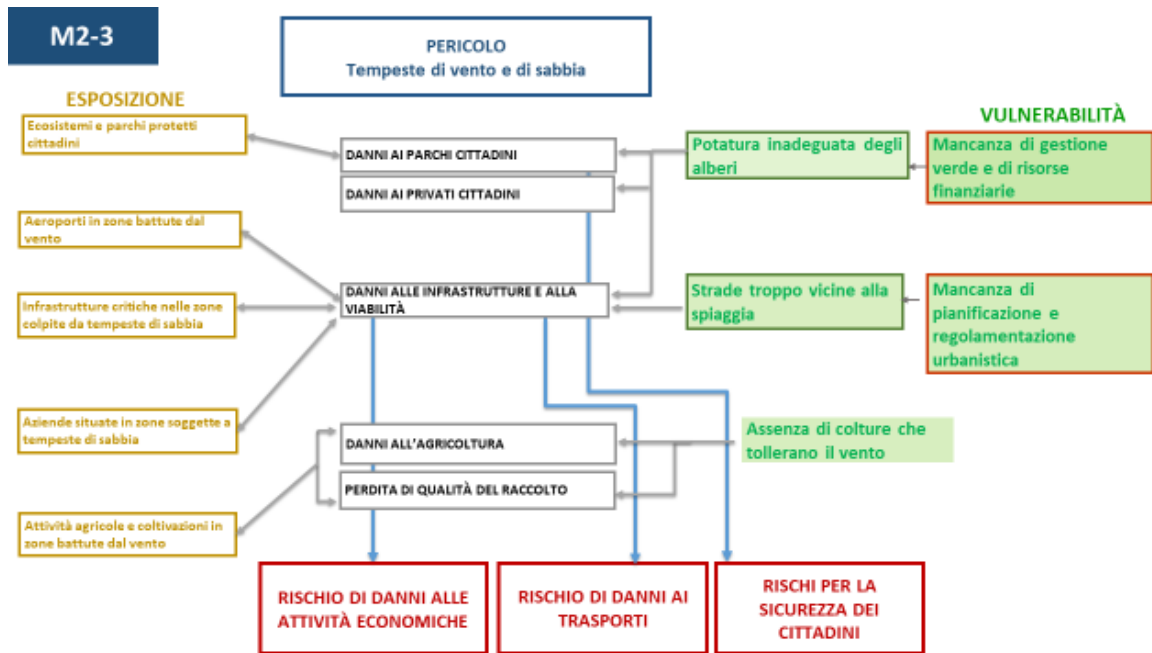 M2-3
PERICOLO
Tempeste di vento e di sabbia
ESPOSIZIONE
VULNERABILITÀ
Ecosistemi e parchi protetti
cittadini
DANNI AI PARCHI CITTADINI
DANNI AI PRIVATI CITTADINI
Potatura inadeguata degli
alberi
Mancanza di gestione
verde e di risorse
finanziarie
Aeroporti in zone battute dal
vento
Infrastrutture critiche nelle zone
colpite da tempeste di sabbia
DANNI ALLE INFRASTRUTTURE E ALLA
VIABILITÀ
Strade troppo vicine alla
spiaggia
Mancanza di
pianificazione e
regolamentazione
urbanistica
Aziende situate in zone soggette a
tempeste di sabbia
DANNI ALL'AGRICOLTURA
PERDITA DI QUALITÀ DEL RACCOLTO
Assenza di colture che
tollerano il vento
Attività agricole e coltivazioni in
zone battute dal vento
RISCHIO DI DANNI ALLE
ATTIVITÀ ECONOMICHE
RISCHIO DI DANNI AI
TRASPORTI
RISCHI PER LA
SICUREZZA DEI
CITTADINI